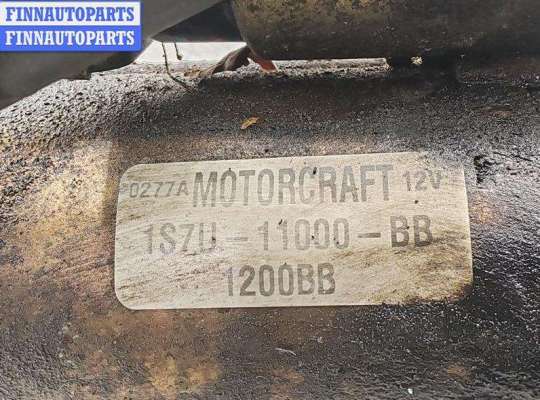 FINNAUTOPARTS
FINNAUTOPARTS
0277A MOTORCRAFT 12V
1S7U-11000-BB
1200BB